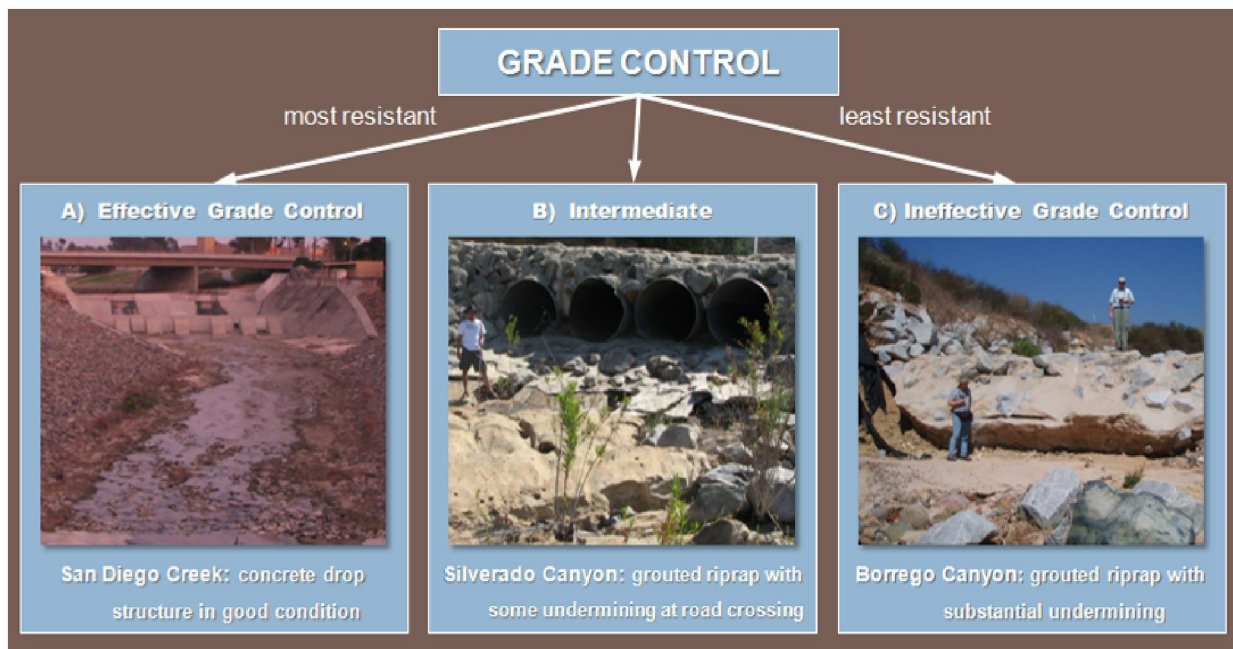 GRADE CONTROL
most resistant
least resistant
A) Effective Grade Control
San Diego Creek: concrete drop
structure in good condition
B) Intermediate
Silverado Canyon: grouted riprap with
some undermining at road crossing
C) Ineffective Grade Control
Borrego Canyon: grouted riprap with
substantial undermining